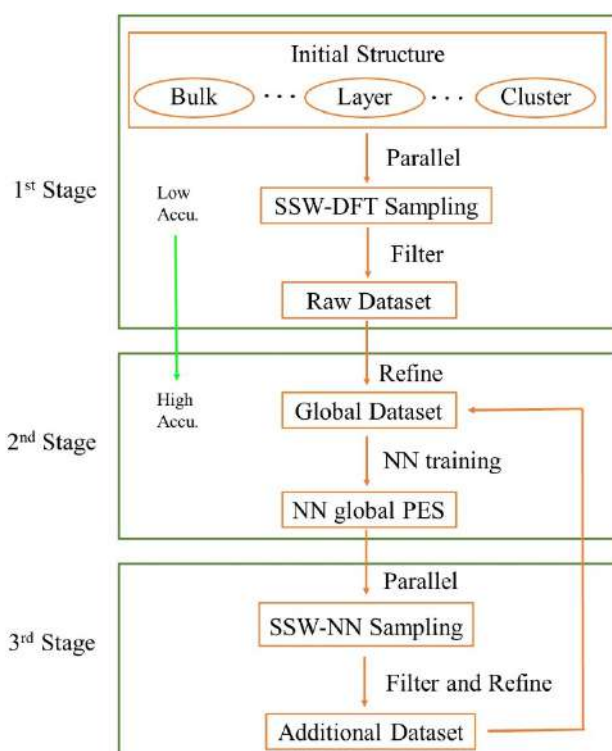 Initial Structure
Bulk ··· Layer ··· Cluster
Parallel
1st Stage
Low
Accu.
SSW-DFT Sampling
Filter
Raw Dataset
Refine
High
Accu.
Global Dataset
2nd Stage
NN training
NN global PES
Parallel
SSW-NN Sampling
3rd Stage
Filter and Refine
Additional Dataset